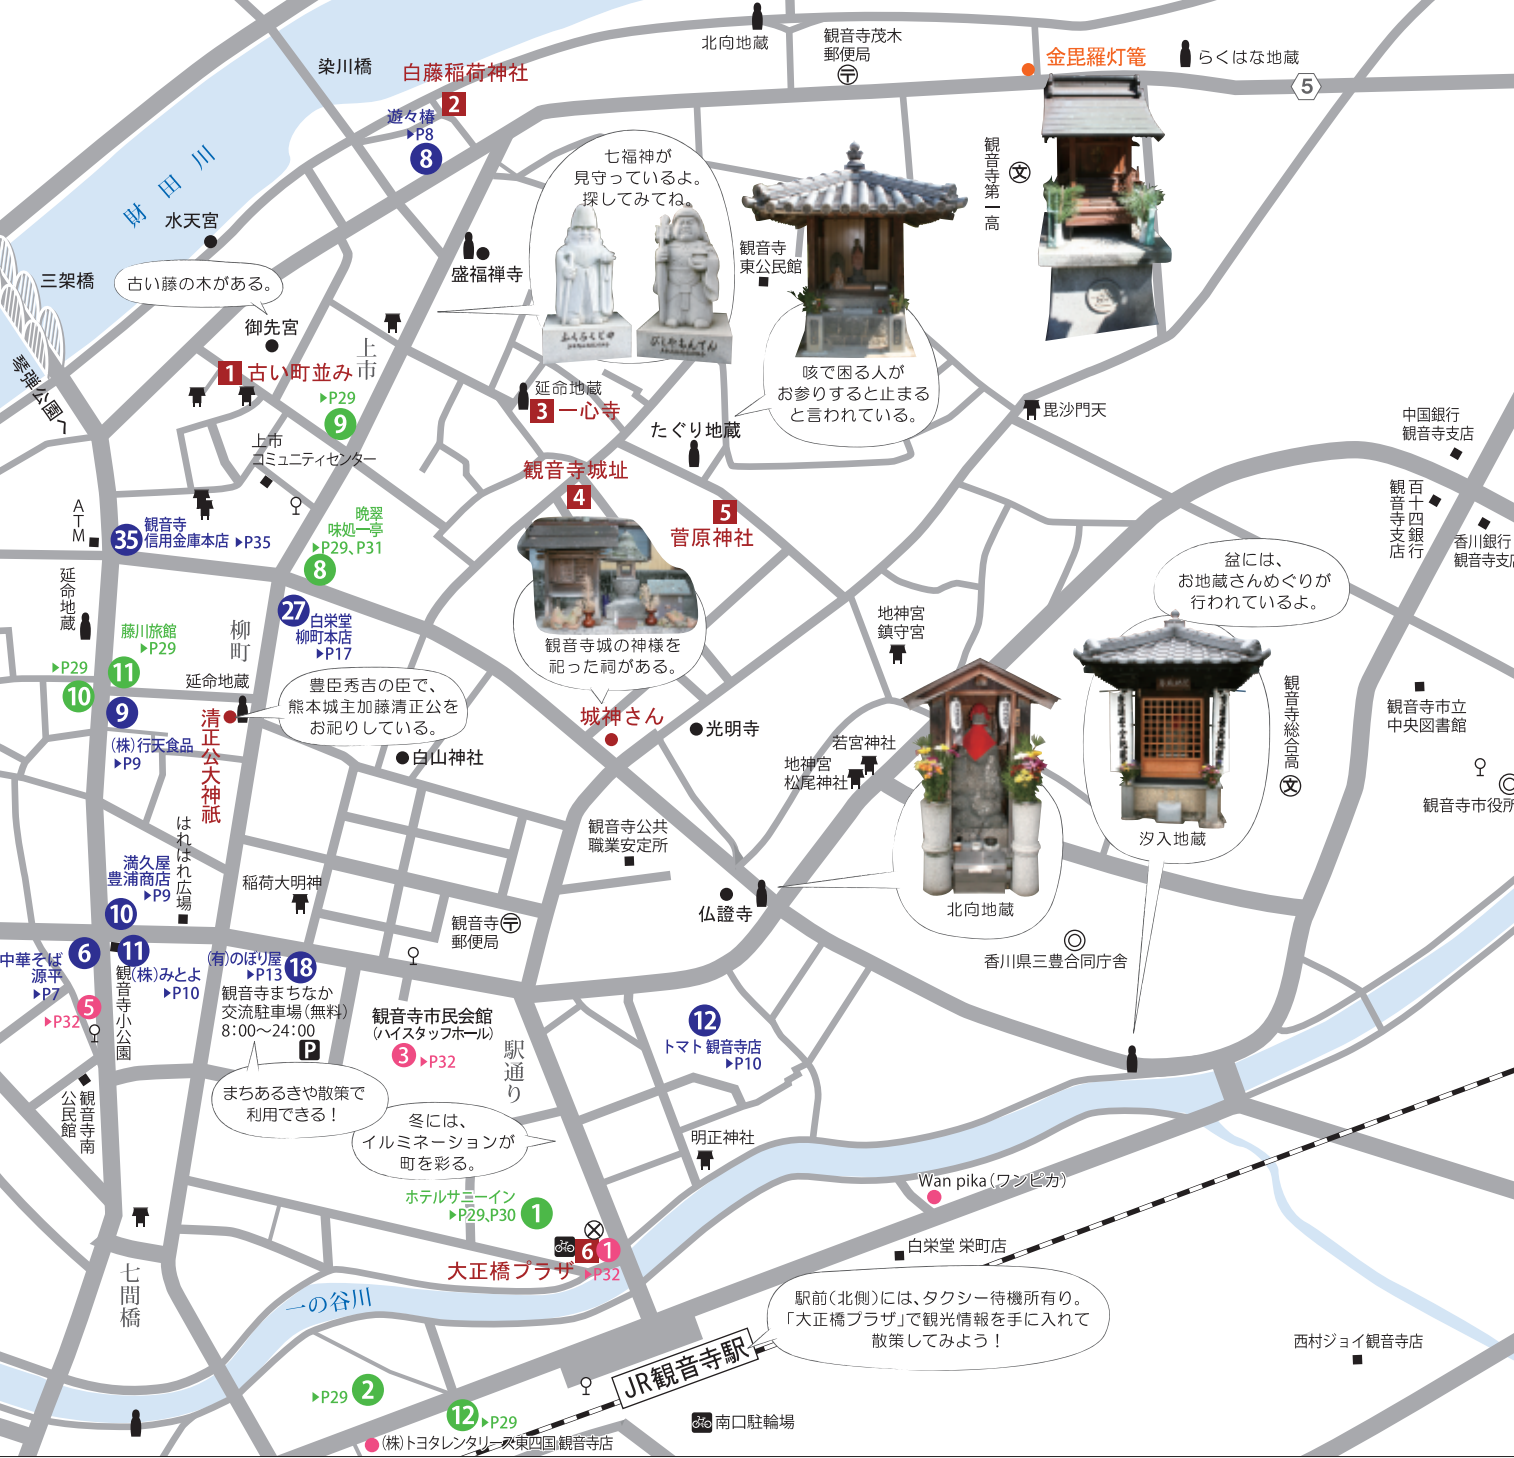 北向地蔵
観音寺茂木
郵便局
金毘羅灯篭
らくはな地蔵
5
染川橋
白藤稲荷神社
2
遊々椿
▶P8
8
財田川
水天宮
三架橋
琴弾公園へ
古い藤の木がある。
御先宮
1 古い町並み
上市
▶P29
9
盛福禅寺
七福神が
見守っているよ。
探してみてね。
ふくろくじゅ
びしゃもんてん
観音寺
東公民館
観音寺第一高
文
咳で困る人が
お参りすると止まる
と言われている。
毘沙門天
延命地蔵
3 一心寺
たぐり地蔵
観音寺城址
4
5
菅原神社
上市
コミュニティセンター
ATM
35
観音寺
信用金庫本店 ▶P35
晩翠
味処一亭
▶P29、P31
8
延命地蔵
27
白栄堂
柳町本店
▶P17
柳町
藤川旅館
▶P29
11
▶P29
10
9
(株)行天食品
▶P9
延命地蔵
清正公大神祇
豊臣秀吉の臣で、
熊本城主加藤清正公を
お祀りしている。
白山神社
観音寺城の神様を
祀った祠がある。
城神さん
光明寺
地神宮
鎮守宮
若宮神社
地神宮
松尾神社
中国銀行
観音寺支店
百十四銀行
観音寺支店
香川銀行
盆には、
お地蔵さんめぐりが
行われているよ。
観音寺総合高
文
観音寺市立
中央図書館
観音寺市役所
汐入地蔵
北向地蔵
観音寺公共
職業安定所
仏證寺
香川県三豊合同庁舎
はれはれ広場
満久屋
豊浦商店
▶P9
10
稲荷大明神
観音寺
郵便局
中華そば
源平
▶P7
6
11
(株)みとよ
▶P10
(有)のぼり屋
▶P13
18
5
▶P32
観音寺小公園
観音寺まちなか
交流駐車場(無料)
8:00〜24:00
P
まちあるきや散策で
利用できる！
観音寺市民会館
(ハイスタッフホール)
3 ▶P32
駅通り
12
トマト 観音寺店
▶P10
観音寺南
公民館
冬には、
イルミネーションが
町を彩る。
明正神社
ホテルサニーイン
▶P29、P30
1
6 1
大正橋プラザ
▶P32
Wan pika(ワンピカ)
白栄堂 栄町店
七間橋
一の谷川
駅前(北側)には、タクシー待機所有り。
「大正橋プラザ」で観光情報を手に入れて
散策してみよう！
JR観音寺駅
西村ジョイ観音寺店
▶P29 2
12 ▶P29
南口駐輪場
(株)トヨタレンタリース東四国 観音寺店